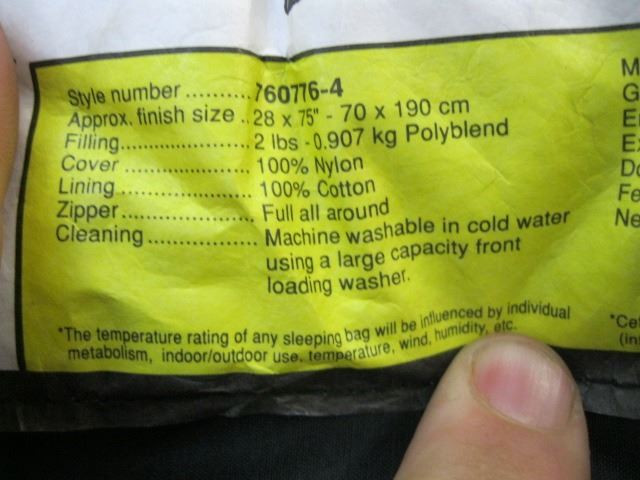 Style number ..........760776-4
Approx. finish size ..28 x 75" - 70 x 190 cm
Filling......................2 lbs - 0.907 kg Polyblend
Cover ...................... 100% Nylon
Lining...................... 100% Cotton
Zipper...................... Full all around
Cleaning.................. Machine washable in cold water
using a large capacity front
loading washer.
*The temperature rating of any sleeping bag will be influenced by individual
metabolism, indoor/outdoor use. temperature, wind, humidity, etc.